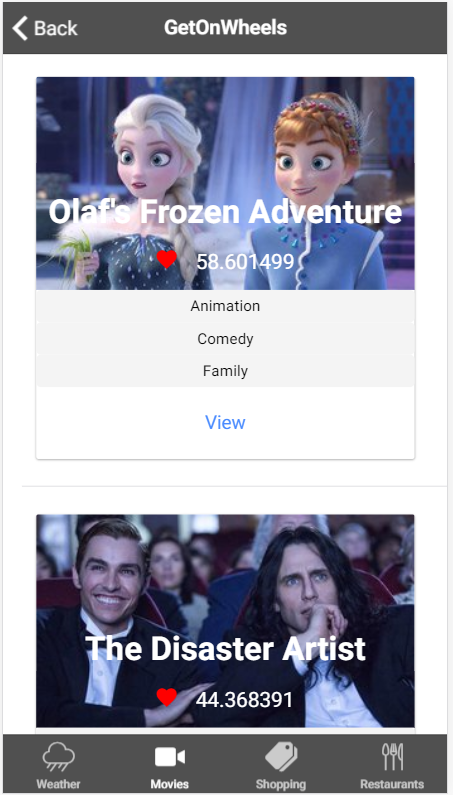 Back GetOnWheels
Olaf's Frozen Adventure
58.601499
Animation
Comedy
Family
View
The Disaster Artist
44.368391
Weather Movies Shopping Restaurants